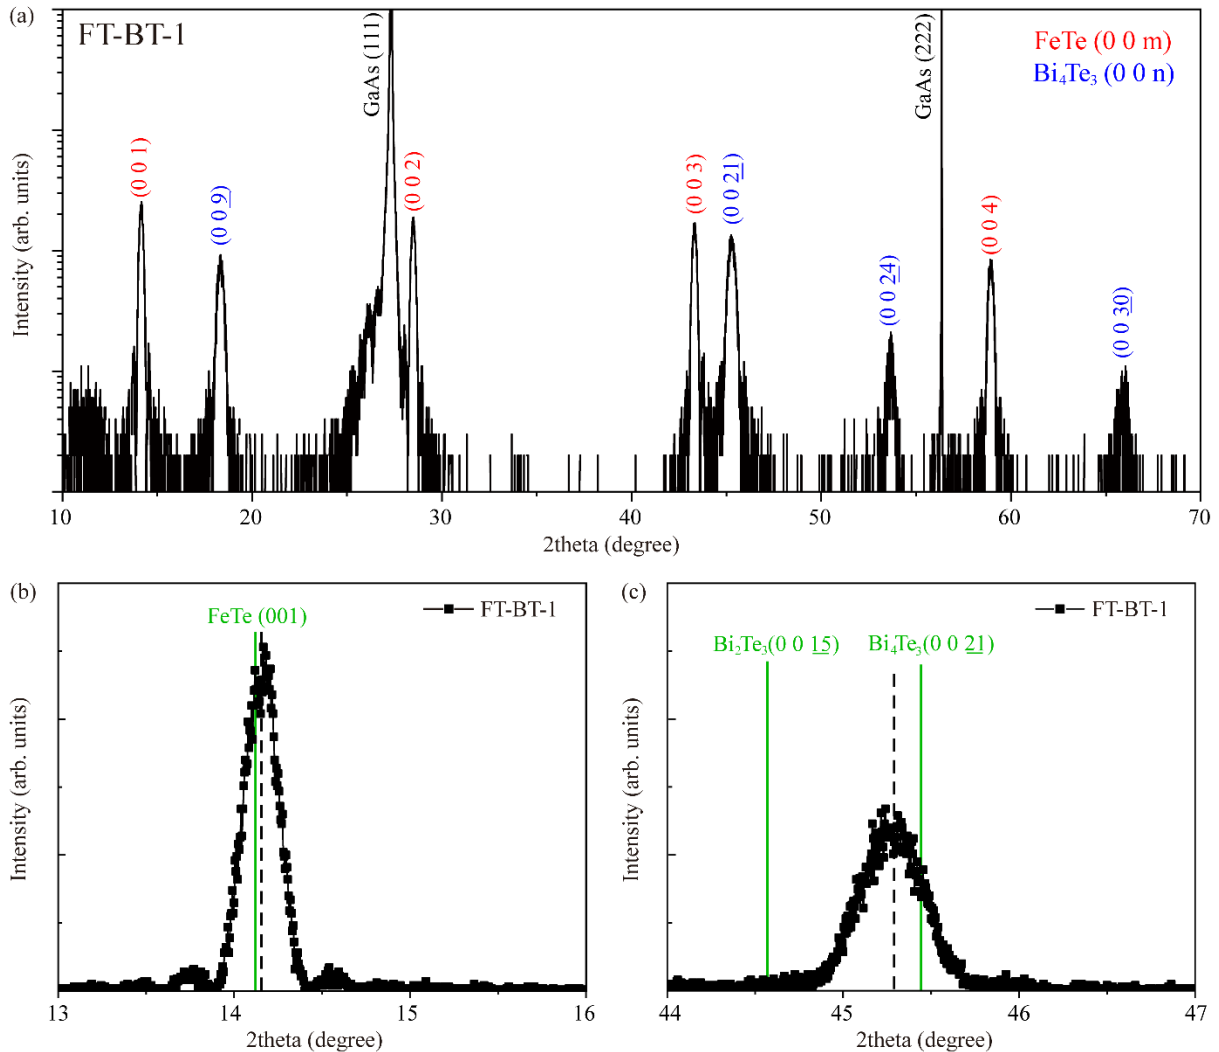 (a)
FT-BT-1
FeTe (0 0 m)
Bi₄Te₃ (0 0 n)
GaAs (111)
GaAs (222)
(0 0 1)
(0 0 9)
(0 0 2)
(0 0 3)
(0 0 21)
(0 0 24)
(0 0 4)
(0 0 30)
Intensity (arb. units)
10 20 30 40 50 60 70
2theta (degree)
(b)
FeTe (001)
FT-BT-1
Intensity (arb. units)
13 14 15 16
2theta (degree)
(c)
FT-BT-1
Bi₂Te₃(0 0 15)
Bi₄Te₃(0 0 21)
Intensity (arb. units)
44 45 46 47
2theta (degree)